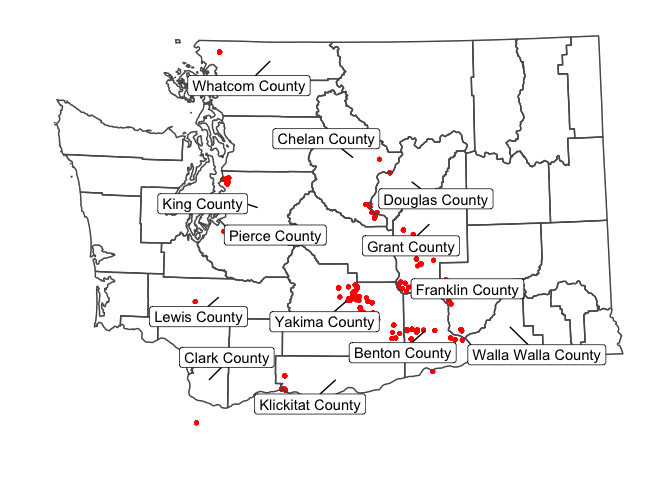 Whatcom County
Chelan County
Douglas County
King County
Pierce County
Grant County
Franklin County
Lewis County
Yakima County
Benton County
Walla Walla County
Clark County
Klickitat County